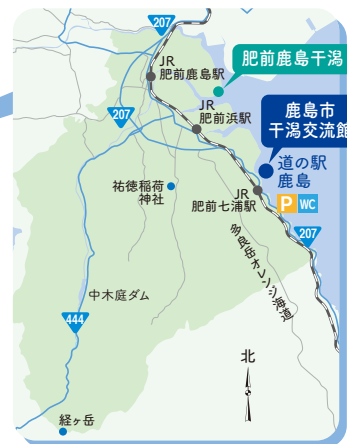 207
JR
肥前鹿島駅
肥前鹿島干潟
207
JR
肥前浜駅
鹿島市
干潟交流館
道の駅
鹿島
P WC
祐徳稲荷
神社
JR
肥前七浦駅
207
多良岳オレンジ海道
中木庭ダム
444
北
経ヶ岳